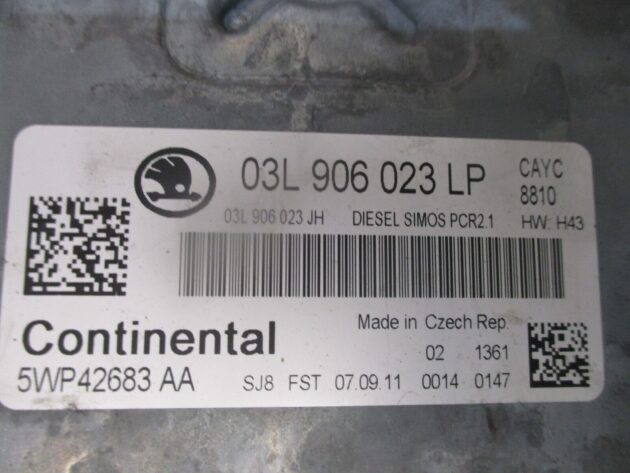 03L 906 023 LP CAYC
8810
03L 906 023 JH DIESEL SIMOS PCR2.1 HW: H43
Continental Made in Czech Rep.
02 1361
5WP42683 AA SJ8 FST 07.09.11 0014 0147